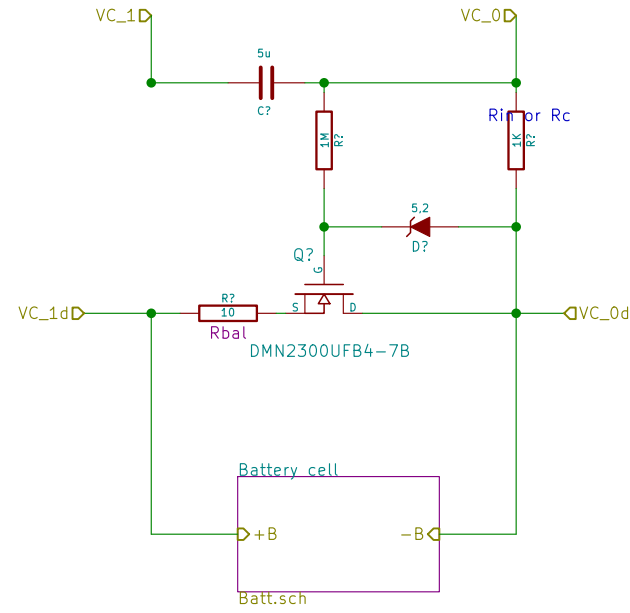 VC_1
VC_0
5u
C?
Rin or Rc
1M
R?
1K
R?
5,2
D?
Q?
G
S
D
R?
10
Rbal
VC_1d
VC_0d
DMN2300UFB4-7B
Battery cell
+B
-B
Batt.sch